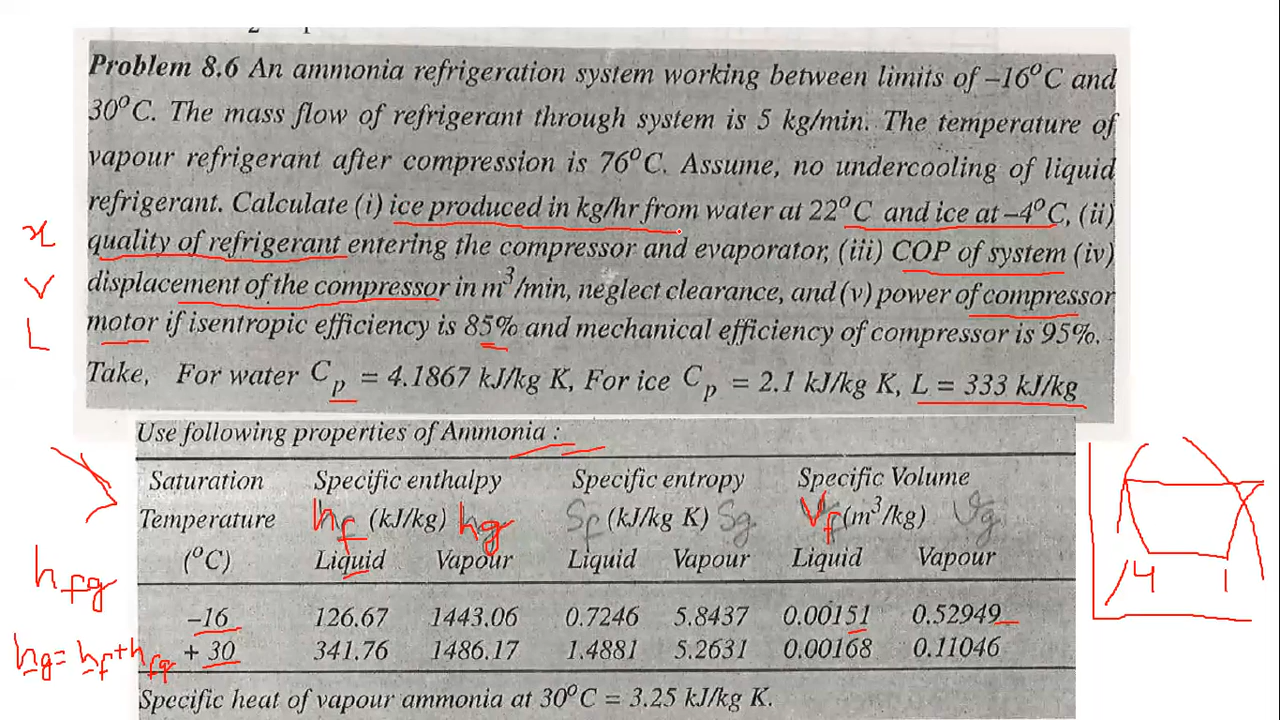 Problem 8.6 An ammonia refrigeration system working between limits of –16⁰C and
30⁰C. The mass flow of refrigerant through system is 5 kg/min. The temperature of
vapour refrigerant after compression is 76⁰C. Assume, no undercooling of liquid
refrigerant. Calculate (i) ice produced in kg/hr from water at 22⁰C and ice at –4⁰C, (ii)
x quality of refrigerant entering the compressor and evaporator, (iii) COP of system (iv)
V displacement of the compressor in m³/min, neglect clearance, and (v) power of compressor
L motor if isentropic efficiency is 85% and mechanical efficiency of compressor is 95%.
Take, For water Cp = 4.1867 kJ/kg K, For ice Cp = 2.1 kJ/kg K, L = 333 kJ/kg
Use following properties of Ammonia :
Saturation Specific enthalpy Specific entropy Specific Volume
Temperature hf (kJ/kg) hg Sf (kJ/kg K) Sg Vf (m³/kg) Vg
(⁰C) Liquid Vapour Liquid Vapour Liquid Vapour
hfg
4 1
–16 126.67 1443.06 0.7246 5.8437 0.00151 0.52949
hg = hf + hfg
+ 30 341.76 1486.17 1.4881 5.2631 0.00168 0.11046
Specific heat of vapour ammonia at 30⁰C = 3.25 kJ/kg K.